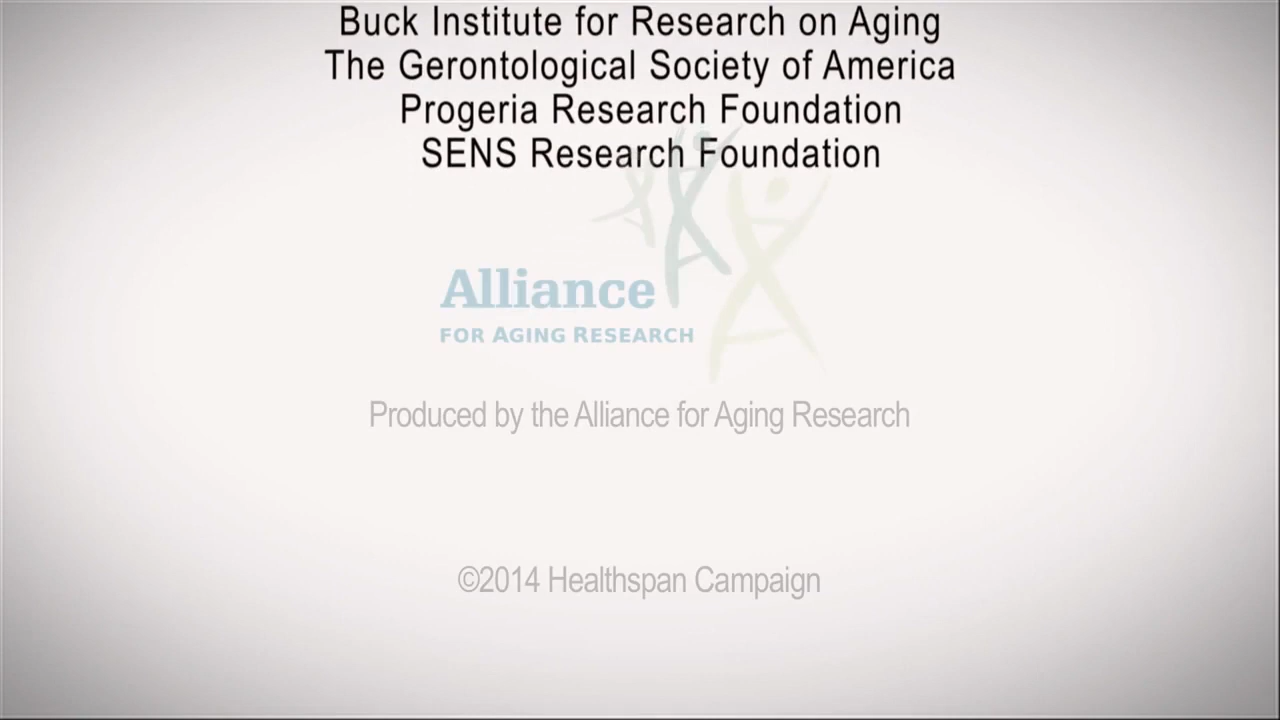 Buck Institute for Research on Aging
The Gerontological Society of America
Progeria Research Foundation
SENS Research Foundation
Alliance
FOR AGING RESEARCH
Produced by the Alliance for Aging Research
©2014 Healthspan Campaign